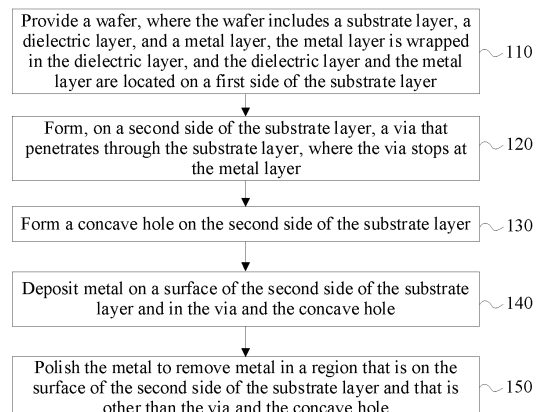 Provide a wafer, where the wafer includes a substrate layer, a
dielectric layer, and a metal layer, the metal layer is wrapped
in the dielectric layer, and the dielectric layer and the metal
layer are located on a first side of the substrate layer
110
Form, on a second side of the substrate layer, a via that
penetrates through the substrate layer, where the via stops at
the metal layer
120
Form a concave hole on the second side of the substrate layer
130
Deposit metal on a surface of the second side of the substrate
layer and in the via and the concave hole
140
Polish the metal to remove metal in a region that is on the
surface of the second side of the substrate layer and that is
other than the via and the concave hole
150